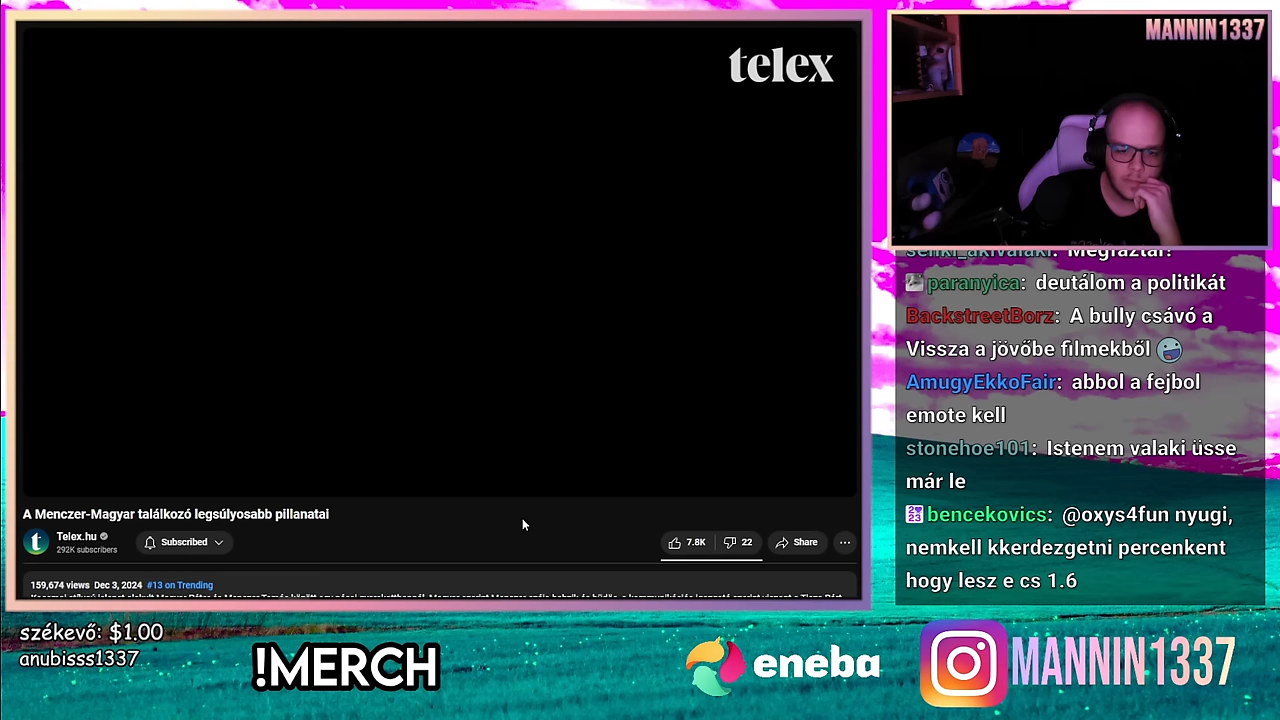 telex
A Menczer-Magyar találkozó legsúlyosabb pillanatai
Telex.hu
292K subscribers
Subscribed
7.8K
22
Share
159,674 views Dec 3, 2024 #13 on Trending
MANNIN1337
senki_akivalaki: Megráztar!
paranyica: deutálom a politikát
BackstreetBorz: A bully csávó a
Vissza a jövőbe filmekből
AmugyEkkoFair: abbol a fejbol
emote kell
stonehoe101: Istenem valaki üsse
már le
bencekovics: @oxys4fun nyugi,
nemkell kkerdezgetni percenkent
hogy lesz e cs 1.6
székevő: $1.00
anubisss1337
!MERCH
eneba
MANNIN1337